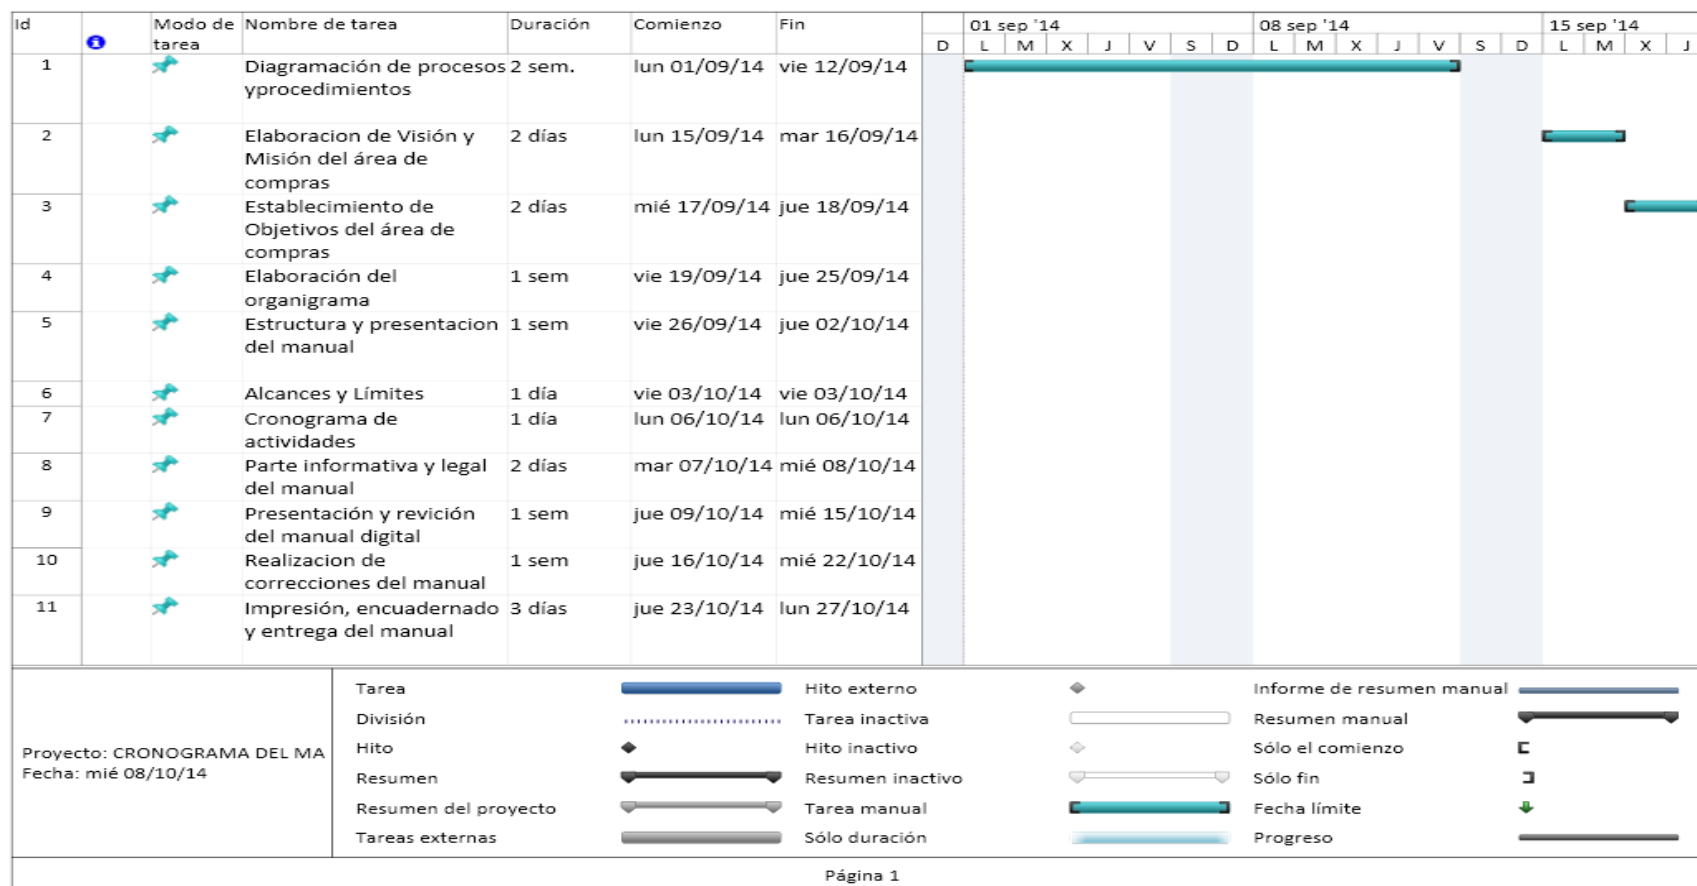 Id Modo de Nombre de tarea Duración Comienzo Fin 01 sep '14 08 sep '14 15 sep '14
tarea D L M X J V S D L M X J V S D L M X J
1 Diagramación de procesos 2 sem. lun 01/09/14 vie 12/09/14
yprocedimientos
2 Elaboracion de Visión y 2 días lun 15/09/14 mar 16/09/14
Misión del área de
compras
3 Establecimiento de 2 días mié 17/09/14 jue 18/09/14
Objetivos del área de
compras
4 Elaboración del 1 sem vie 19/09/14 jue 25/09/14
organigrama
5 Estructura y presentacion 1 sem vie 26/09/14 jue 02/10/14
del manual
6 Alcances y Límites 1 día vie 03/10/14 vie 03/10/14
7 Cronograma de 1 día lun 06/10/14 lun 06/10/14
actividades
8 Parte informativa y legal 2 días mar 07/10/14 mié 08/10/14
del manual
9 Presentación y revición 1 sem jue 09/10/14 mié 15/10/14
del manual digital
10 Realizacion de 1 sem jue 16/10/14 mié 22/10/14
correcciones del manual
11 Impresión, encuadernado 3 días jue 23/10/14 lun 27/10/14
y entrega del manual
Proyecto: CRONOGRAMA DEL MA
Fecha: mié 08/10/14
Tarea Hito externo Informe de resumen manual
División Tarea inactiva Resumen manual
Hito Hito inactivo Sólo el comienzo
Resumen Resumen inactivo Sólo fin
Resumen del proyecto Tarea manual Fecha límite
Tareas externas Sólo duración Progreso
Página 1